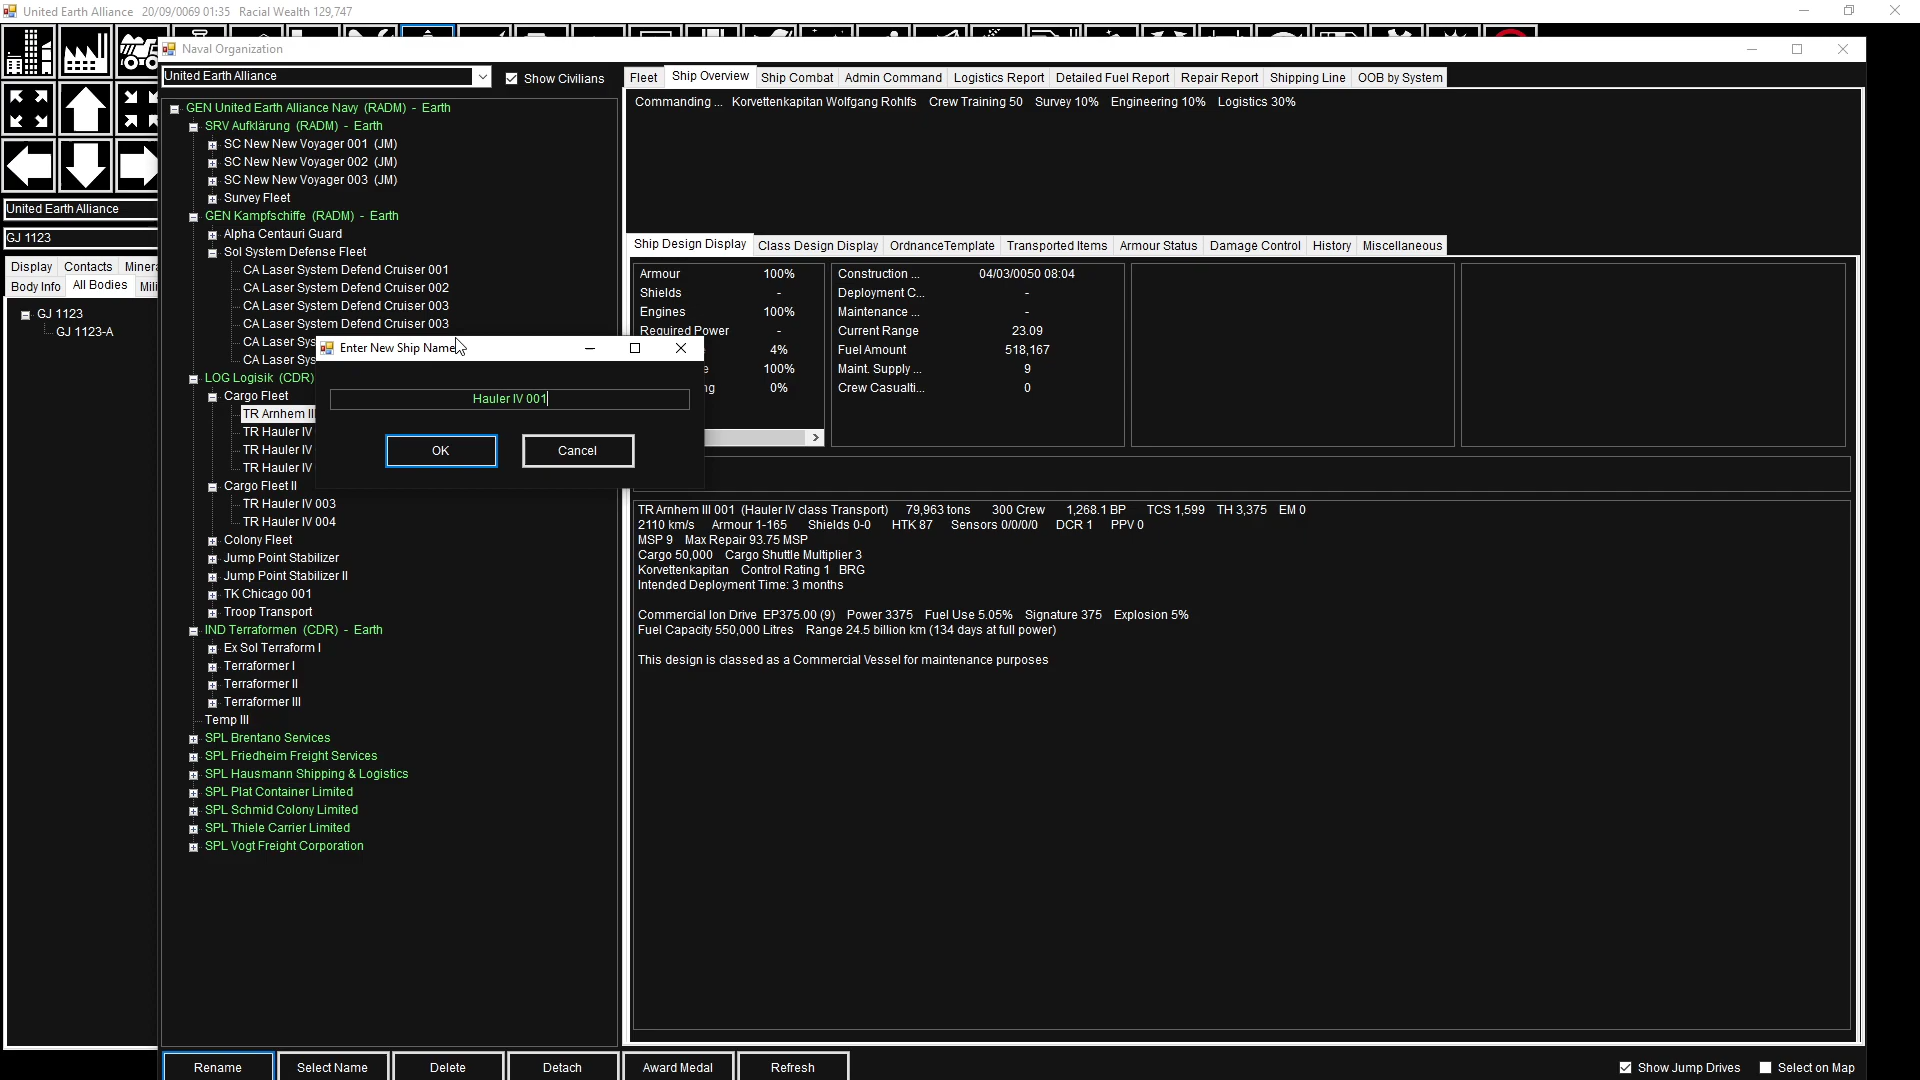 United Earth Alliance   20/09/0069 01:35   Racial Wealth 129,747
Naval Organization
United Earth Alliance
Show Civilians
Fleet
Ship Overview
Ship Combat
Admin Command
Logistics Report
Detailed Fuel Report
Repair Report
Shipping Line
OOB by System
Commanding ...   Korvettenkapitan Wolfgang Rohlfs   Crew Training 50   Survey 10%   Engineering 10%   Logistics 30%
United Earth Alliance
GJ 1123
Display
Contacts
Body Info
All Bodies
GJ 1123
GJ 1123-A
GEN United Earth Alliance Navy (RADM) - Earth
SRV Aufklärung (RADM) - Earth
SC New New Voyager 001 (JM)
SC New New Voyager 002 (JM)
SC New New Voyager 003 (JM)
Survey Fleet
GEN Kampfschiffe (RADM) - Earth
Alpha Centauri Guard
Sol System Defense Fleet
CA Laser System Defend Cruiser 001
CA Laser System Defend Cruiser 002
CA Laser System Defend Cruiser 003
CA Laser System Defend Cruiser 003
CA Laser Sys
CA Laser Sys
LOG Logisik (CDR)
Cargo Fleet
TR Arnhem III
TR Hauler IV
TR Hauler IV
TR Hauler IV
Cargo Fleet II
TR Hauler IV 003
TR Hauler IV 004
Colony Fleet
Jump Point Stabilizer
Jump Point Stabilizer II
TK Chicago 001
Troop Transport
IND Terraformen (CDR) - Earth
Ex Sol Terraform I
Terraformer I
Terraformer II
Terraformer III
Temp III
SPL Brentano Services
SPL Friedheim Freight Services
SPL Hausmann Shipping & Logistics
SPL Plat Container Limited
SPL Schmid Colony Limited
SPL Thiele Carrier Limited
SPL Vogt Freight Corporation
Enter New Ship Name
Hauler IV 001
OK
Cancel
Ship Design Display
Class Design Display
OrdnanceTemplate
Transported Items
Armour Status
Damage Control
History
Miscellaneous
Armour 100%
Shields -
Engines 100%
Required Power -
4%
100%
0%
Construction ... 04/03/0050 08:04
Deployment C... -
Maintenance ... -
Current Range 23.09
Fuel Amount 518,167
Maint. Supply ... 9
Crew Casualti... 0
TR Arnhem III 001 (Hauler IV class Transport)   79,963 tons   300 Crew   1,268.1 BP   TCS 1,599   TH 3,375   EM 0
2110 km/s   Armour 1-165   Shields 0-0   HTK 87   Sensors 0/0/0/0   DCR 1   PPV 0
MSP 9   Max Repair 93.75 MSP
Cargo 50,000   Cargo Shuttle Multiplier 3
Korvettenkapitan   Control Rating 1   BRG
Intended Deployment Time: 3 months
Commercial Ion Drive EP375.00 (9)   Power 3375   Fuel Use 5.05%   Signature 375   Explosion 5%
Fuel Capacity 550,000 Litres   Range 24.5 billion km (134 days at full power)
This design is classed as a Commercial Vessel for maintenance purposes
Rename
Select Name
Delete
Detach
Award Medal
Refresh
Show Jump Drives
Select on Map